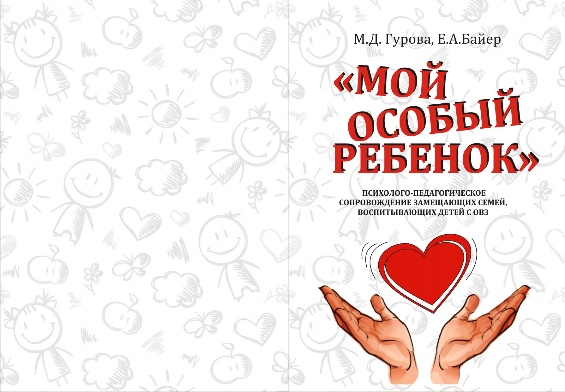 М.Д. Гурова, Е.А.Байер
«МОЙ
ОСОБЫЙ
РЕБЕНОК»
ПСИХОЛОГО-ПЕДАГОГИЧЕСКОЕ
СОПРОВОЖДЕНИЕ ЗАМЕЩАЮЩИХ СЕМЕЙ,
ВОСПИТЫВАЮЩИХ ДЕТЕЙ С ОВЗ